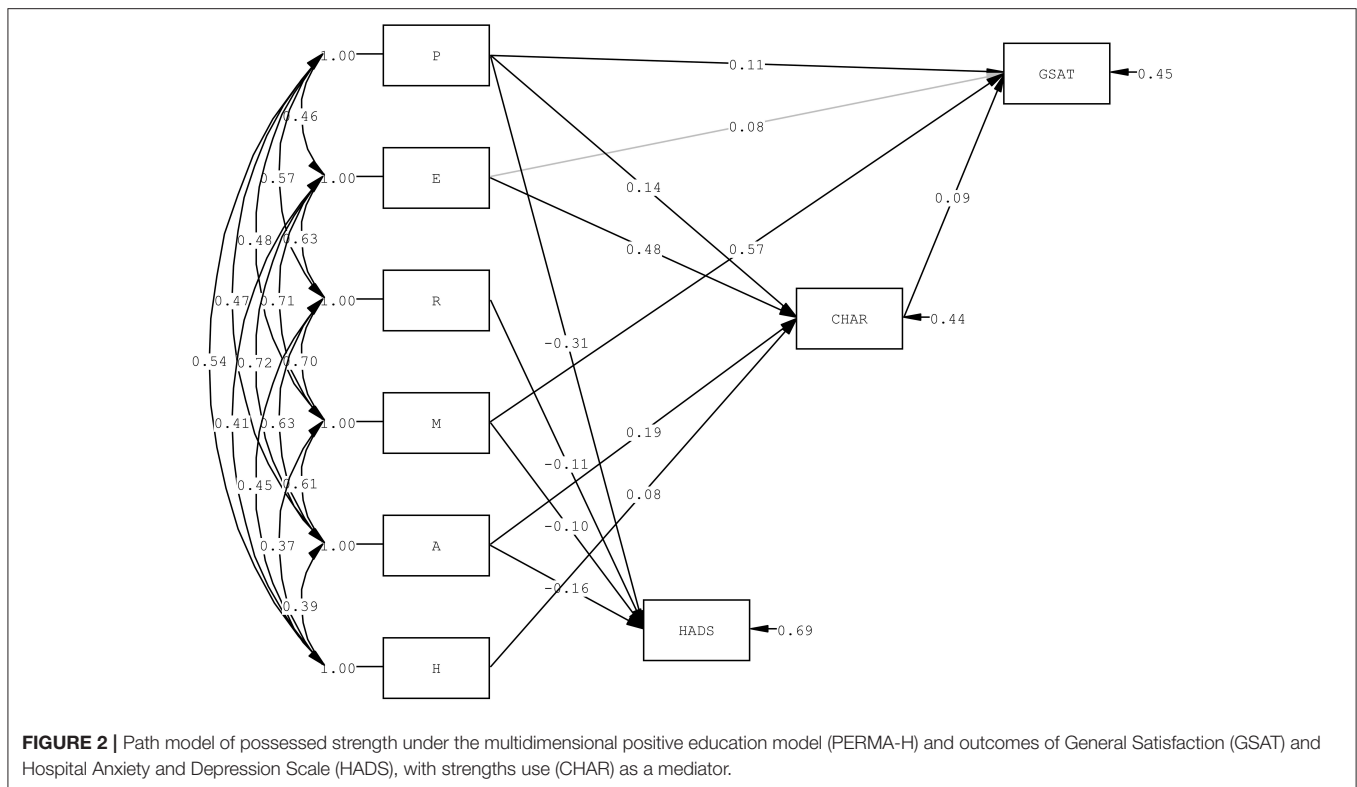 1.00 P 0.11 GSAT 0.45
0.46
0.08
1.00 E
0.57 0.14
0.09
0.48 0.63 0.48 0.57
0.47 0.71 1.00 R
CHAR 0.44
-0.31
0.54 0.72 0.70
0.41 0.63 1.00 M
0.19
-0.11
0.45 0.61 0.08
-0.10
0.37 1.00 A
-0.16
0.39
HADS 0.69
1.00 H
FIGURE 2 | Path model of possessed strength under the multidimensional positive education model (PERMA-H) and outcomes of General Satisfaction (GSAT) and
Hospital Anxiety and Depression Scale (HADS), with strengths use (CHAR) as a mediator.